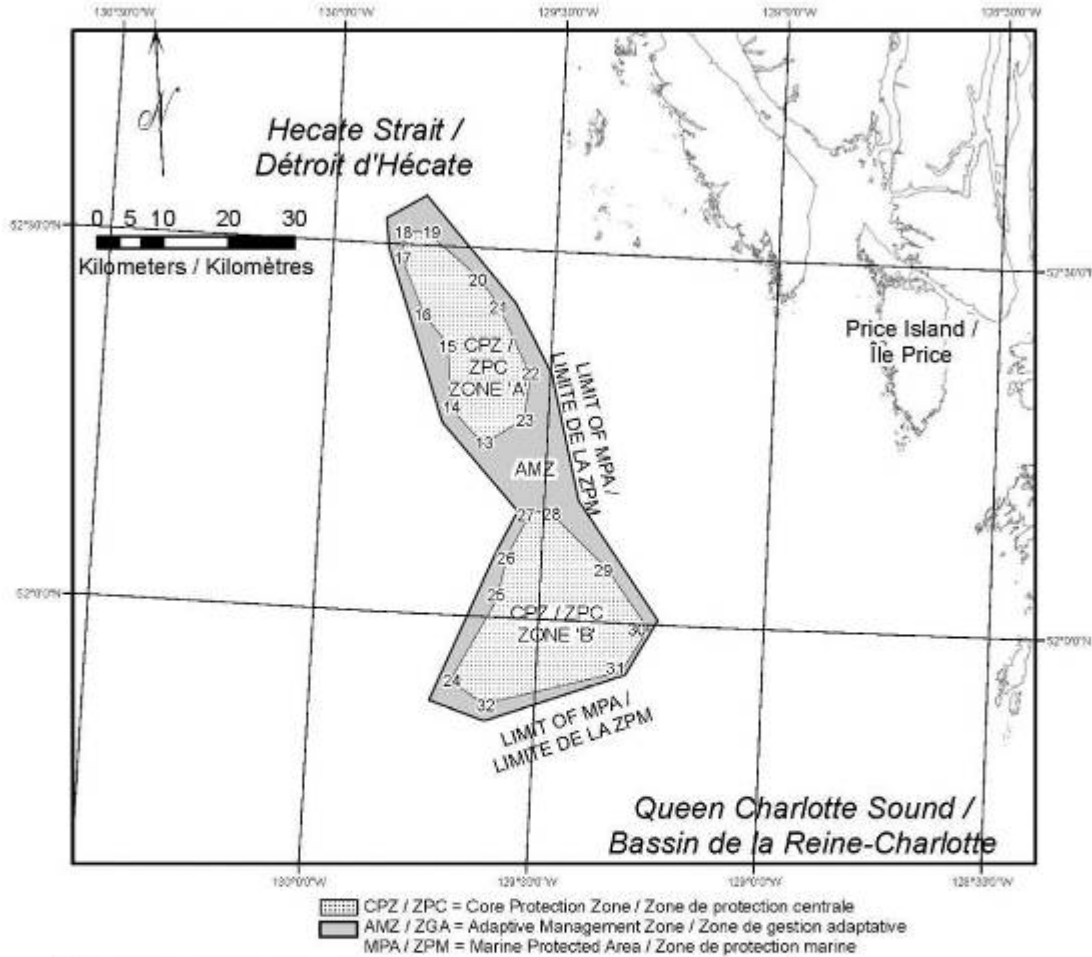 130°30'0"W 130°0'0"W 129°30'0"W 129°0'0"W 128°30'0"W
N
Hecate Strait /
Détroit d'Hécate
52°30'0"N
0 5 10 20 30
Kilometers / Kilomètres
52°30'0"N
18 19
17
20
21
16
15
CPZ /
ZPC
ZONE 'A'
22
14
23
13
Price Island /
Île Price
LIMIT OF MPA /
LIMITE DE LA ZPM
AMZ
27 28
26
29
25
52°0'0"N
CPZ / ZPC
ZONE 'B'
30
52°0'0"N
31
24
32
LIMIT OF MPA /
LIMITE DE LA ZPM
Queen Charlotte Sound /
Bassin de la Reine-Charlotte
130°0'0"W 129°30'0"W 129°0'0"W 128°30'0"W
CPZ / ZPC = Core Protection Zone / Zone de protection centrale
AMZ / ZGA = Adaptive Management Zone / Zone de gestion adaptative
MPA / ZPM = Marine Protected Area / Zone de protection marine